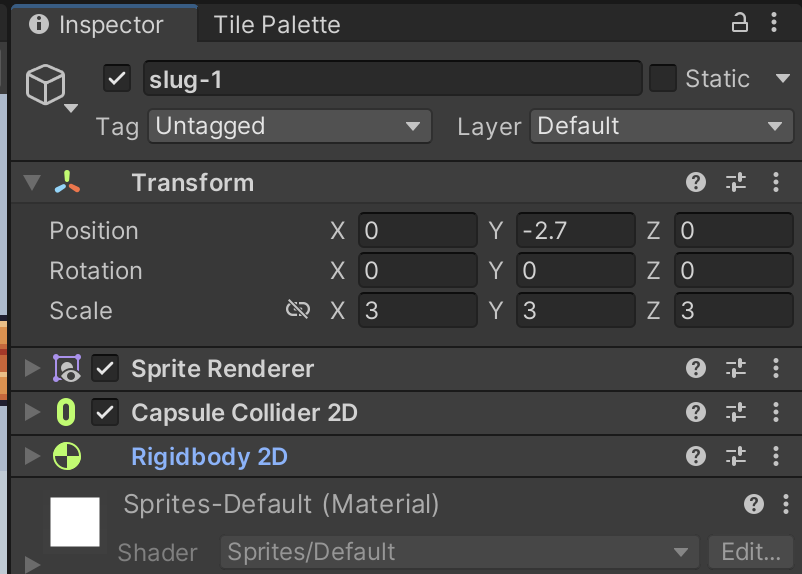 Inspector Tile Palette
slug-1 Static
Tag Untagged Layer Default
Transform
Position X 0 Y -2.7 Z 0
Rotation X 0 Y 0 Z 0
Scale X 3 Y 3 Z 3
Sprite Renderer
Capsule Collider 2D
Rigidbody 2D
Sprites-Default (Material)
Shader Sprites/Default Edit...